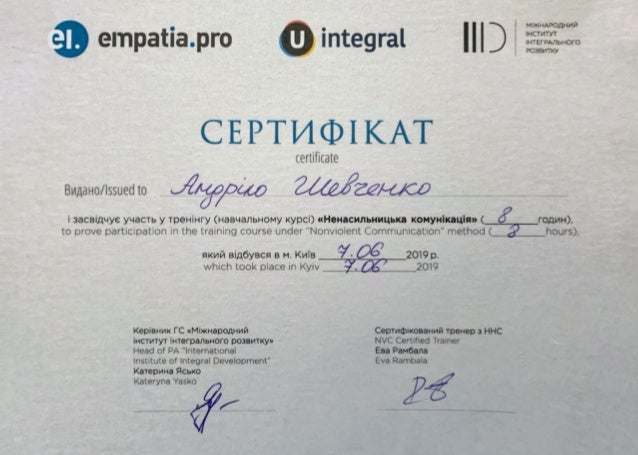 eı. empatia.pro
U integral
МІЖНАРОДНИЙ
ІНСТИТУТ
ІНТЕГРАЛЬНОГО
РОЗВИТКУ
СЕРТИФІКАТ
certificate
Видано/Issued to Андрію Шевченко
і засвідчує участь у тренінгу (навчальному курсі) «Ненасильницька комунікація» ( 8 годин),
to prove participation in the training course under "Nonviolent Communication" method ( 8 hours),
який відбувся в м. Київ 7.06 2019 р.
which took place in Kyiv 7.06 2019
Керівник ГС «Міжнародний
інститут інтегрального розвитку»
Head of PA "International
Institute of Integral Development"
Катерина Ясько
Kateryna Yasko
Сертифікований тренер з ННС
NVC Certified Trainer
Ева Рамбала
Eva Rambala